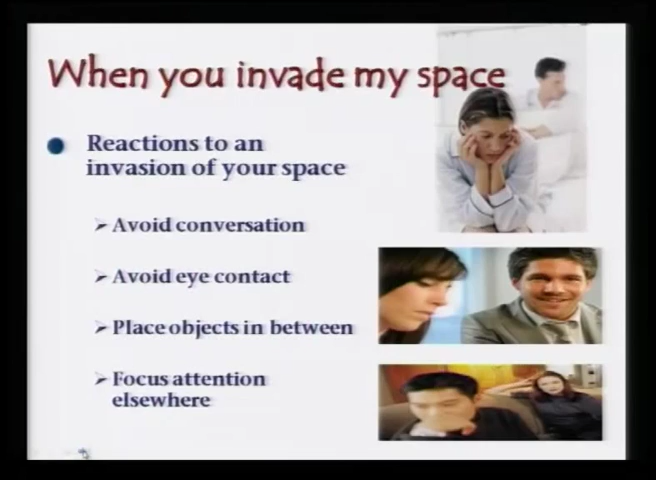 When you invade my space
Reactions to an
invasion of your space
Avoid conversation
Avoid eye contact
Place objects in between
Focus attention
elsewhere